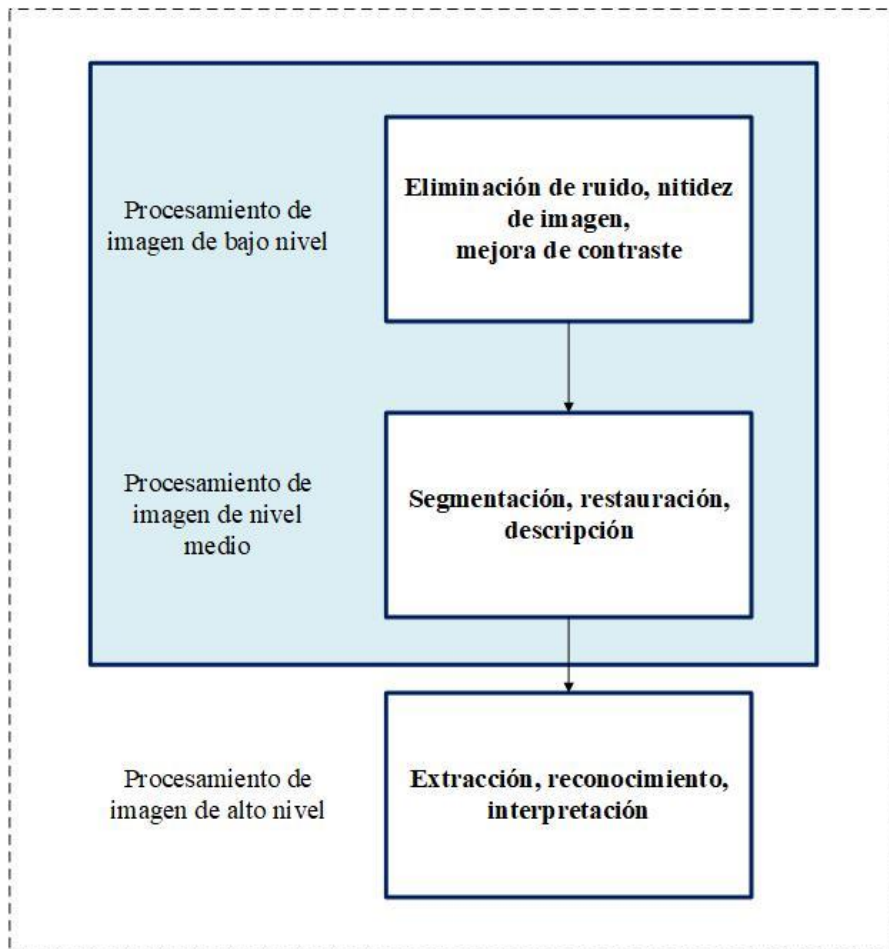 Procesamiento de
imagen de bajo nivel
Eliminación de ruido, nitidez
de imagen,
mejora de contraste
Procesamiento de
imagen de nivel
medio
Segmentación, restauración,
descripción
Procesamiento de
imagen de alto nivel
Extracción, reconocimiento,
interpretación